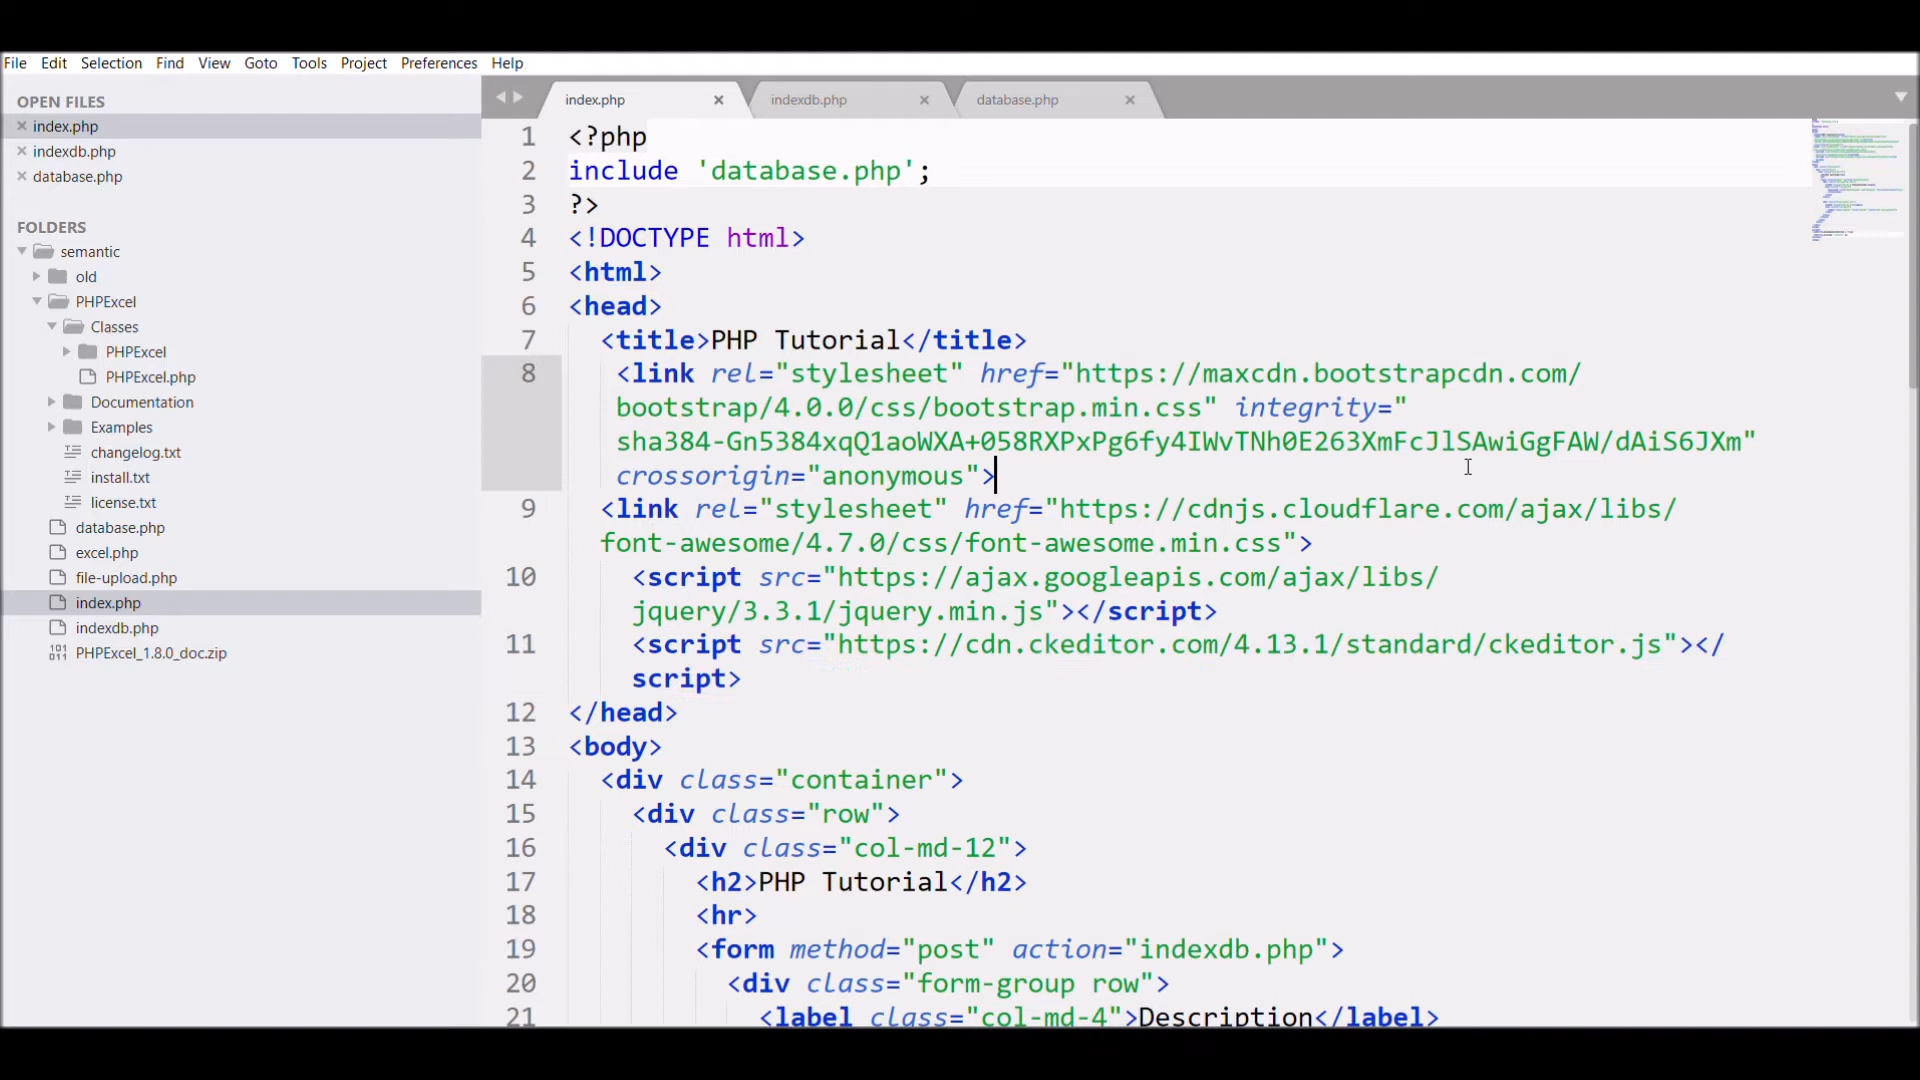 File Edit Selection Find View Goto Tools Project Preferences Help
OPEN FILES
index.php
indexdb.php
database.php
FOLDERS
semantic
old
PHPExcel
Classes
PHPExcel
PHPExcel.php
Documentation
Examples
changelog.txt
install.txt
license.txt
database.php
excel.php
file-upload.php
index.php
indexdb.php
PHPExcel_1.8.0_doc.zip
index.php indexdb.php database.php
1 <?php
2 include 'database.php';
3 ?>
4 <!DOCTYPE html>
5 <html>
6 <head>
7 <title>PHP Tutorial</title>
8 <link rel="stylesheet" href="https://maxcdn.bootstrapcdn.com/
bootstrap/4.0.0/css/bootstrap.min.css" integrity="
sha384-Gn5384xqQ1aoWXA+058RXPxPg6fy4IWvTNh0E263XmFcJlSAwiGgFAW/dAiS6JXm"
crossorigin="anonymous">
9 <link rel="stylesheet" href="https://cdnjs.cloudflare.com/ajax/libs/
font-awesome/4.7.0/css/font-awesome.min.css">
10 <script src="https://ajax.googleapis.com/ajax/libs/
jquery/3.3.1/jquery.min.js"></script>
11 <script src="https://cdn.ckeditor.com/4.13.1/standard/ckeditor.js"></
script>
12 </head>
13 <body>
14 <div class="container">
15 <div class="row">
16 <div class="col-md-12">
17 <h2>PHP Tutorial</h2>
18 <hr>
19 <form method="post" action="indexdb.php">
20 <div class="form-group row">
21 <label class="col-md-4">Description</label>